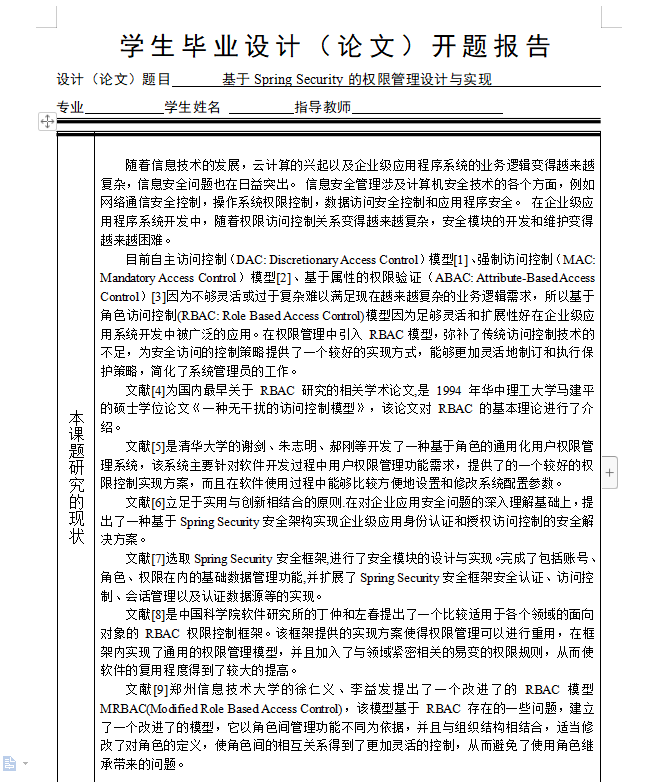 学生毕业设计（论文）开题报告
设计（论文）题目 基于 Spring Security 的权限管理设计与实现
专业 学生姓名 指导教师
本课题研究的现状
随着信息技术的发展，云计算的兴起以及企业级应用程序系统的业务逻辑变得越来越
复杂，信息安全问题也在日益突出。 信息安全管理涉及计算机安全技术的各个方面，例如
网络通信安全控制，操作系统权限控制，数据访问安全控制和应用程序安全。 在企业级应
用程序系统开发中，随着权限访问控制关系变得越来越复杂，安全模块的开发和维护变得
越来越困难。
目前自主访问控制（DAC: Discretionary Access Control）模型[1]、强制访问控制（MAC:
Mandatory Access Control）模型[2]、基于属性的权限验证（ABAC: Attribute-Based Access
Control）[3]因为不够灵活或过于复杂难以满足现在越来越复杂的业务逻辑需求，所以基于
角色访问控制(RBAC: Role Based Access Control)模型因为足够灵活和扩展性好在企业级应
用系统开发中被广泛的应用。在权限管理中引入 RBAC 模型，弥补了传统访问控制技术的
不足，为安全访问的控制策略提供了一个较好的实现方式，能够更加灵活地制订和执行保
护策略，简化了系统管理员的工作。
文献[4]为国内最早关于 RBAC 研究的相关学术论文,是 1994 年华中理工大学马建平
的硕士学位论文《一种无干扰的访问控制模型》，该论文对 RBAC 的基本理论进行了介
绍。
文献[5]是清华大学的谢剑、朱志明、郝刚等开发了一种基于角色的通用化用户权限管
理系统，该系统主要针对软件开发过程中用户权限管理功能需求，提供了的一个较好的权
限控制实现方案，而且在软件使用过程中能够比较方便地设置和修改系统配置参数。
文献[6]立足于实用与创新相结合的原则.在对企业应用安全问题的深入理解基础上，提
出了一种基于 Spring Security 安全架构实现企业级应用身份认证和授权访问控制的安全解
决方案。
文献[7]选取 Spring Security 安全框架,进行了安全模块的设计与实现。完成了包括账号、
角色、权限在内的基础数据管理功能,并扩展了 Spring Security 安全框架安全认证、访问控
制、会话管理以及认证数据源等的实现。
文献[8]是中国科学院软件研究所的丁仲和左春提出了一个比较适用于各个领域的面向
对象的 RBAC 权限控制框架。该框架提供的实现方案使得权限管理可以进行重用，在框
架内实现了通用的权限管理模型，并且加入了与领域紧密相关的易变的权限规则，从而使
软件的复用程度得到了较大的提高。
文献[9]郑州信息技术大学的徐仁义、李益发提出了一个改进了的 RBAC 模型
MRBAC(Modified Role Based Access Control)，该模型基于 RBAC 存在的一些问题，建立
了一个改进了的模型，它以角色间管理功能不同为依据，并且与组织结构相结合，适当修
改了对角色的定义，使角色间的相互关系得到了更加灵活的控制，从而避免了使用角色继
承带来的问题。